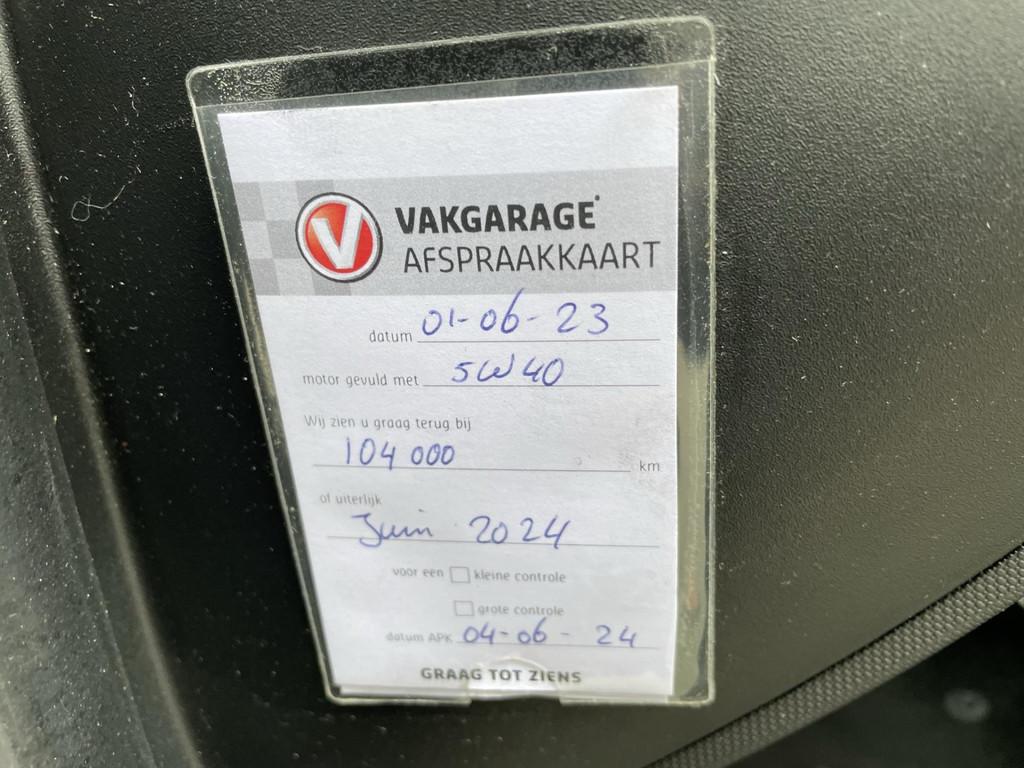 V
VAKGARAGE®
AFSPRAAKKAART
datum 01-06-23
motor gevuld met 5W40
Wij zien u graag terug bij
104 000 km
of uiterlijk
Juin 2024
voor een kleine controle
grote controle
datum APK 04-06-24
GRAAG TOT ZIENS